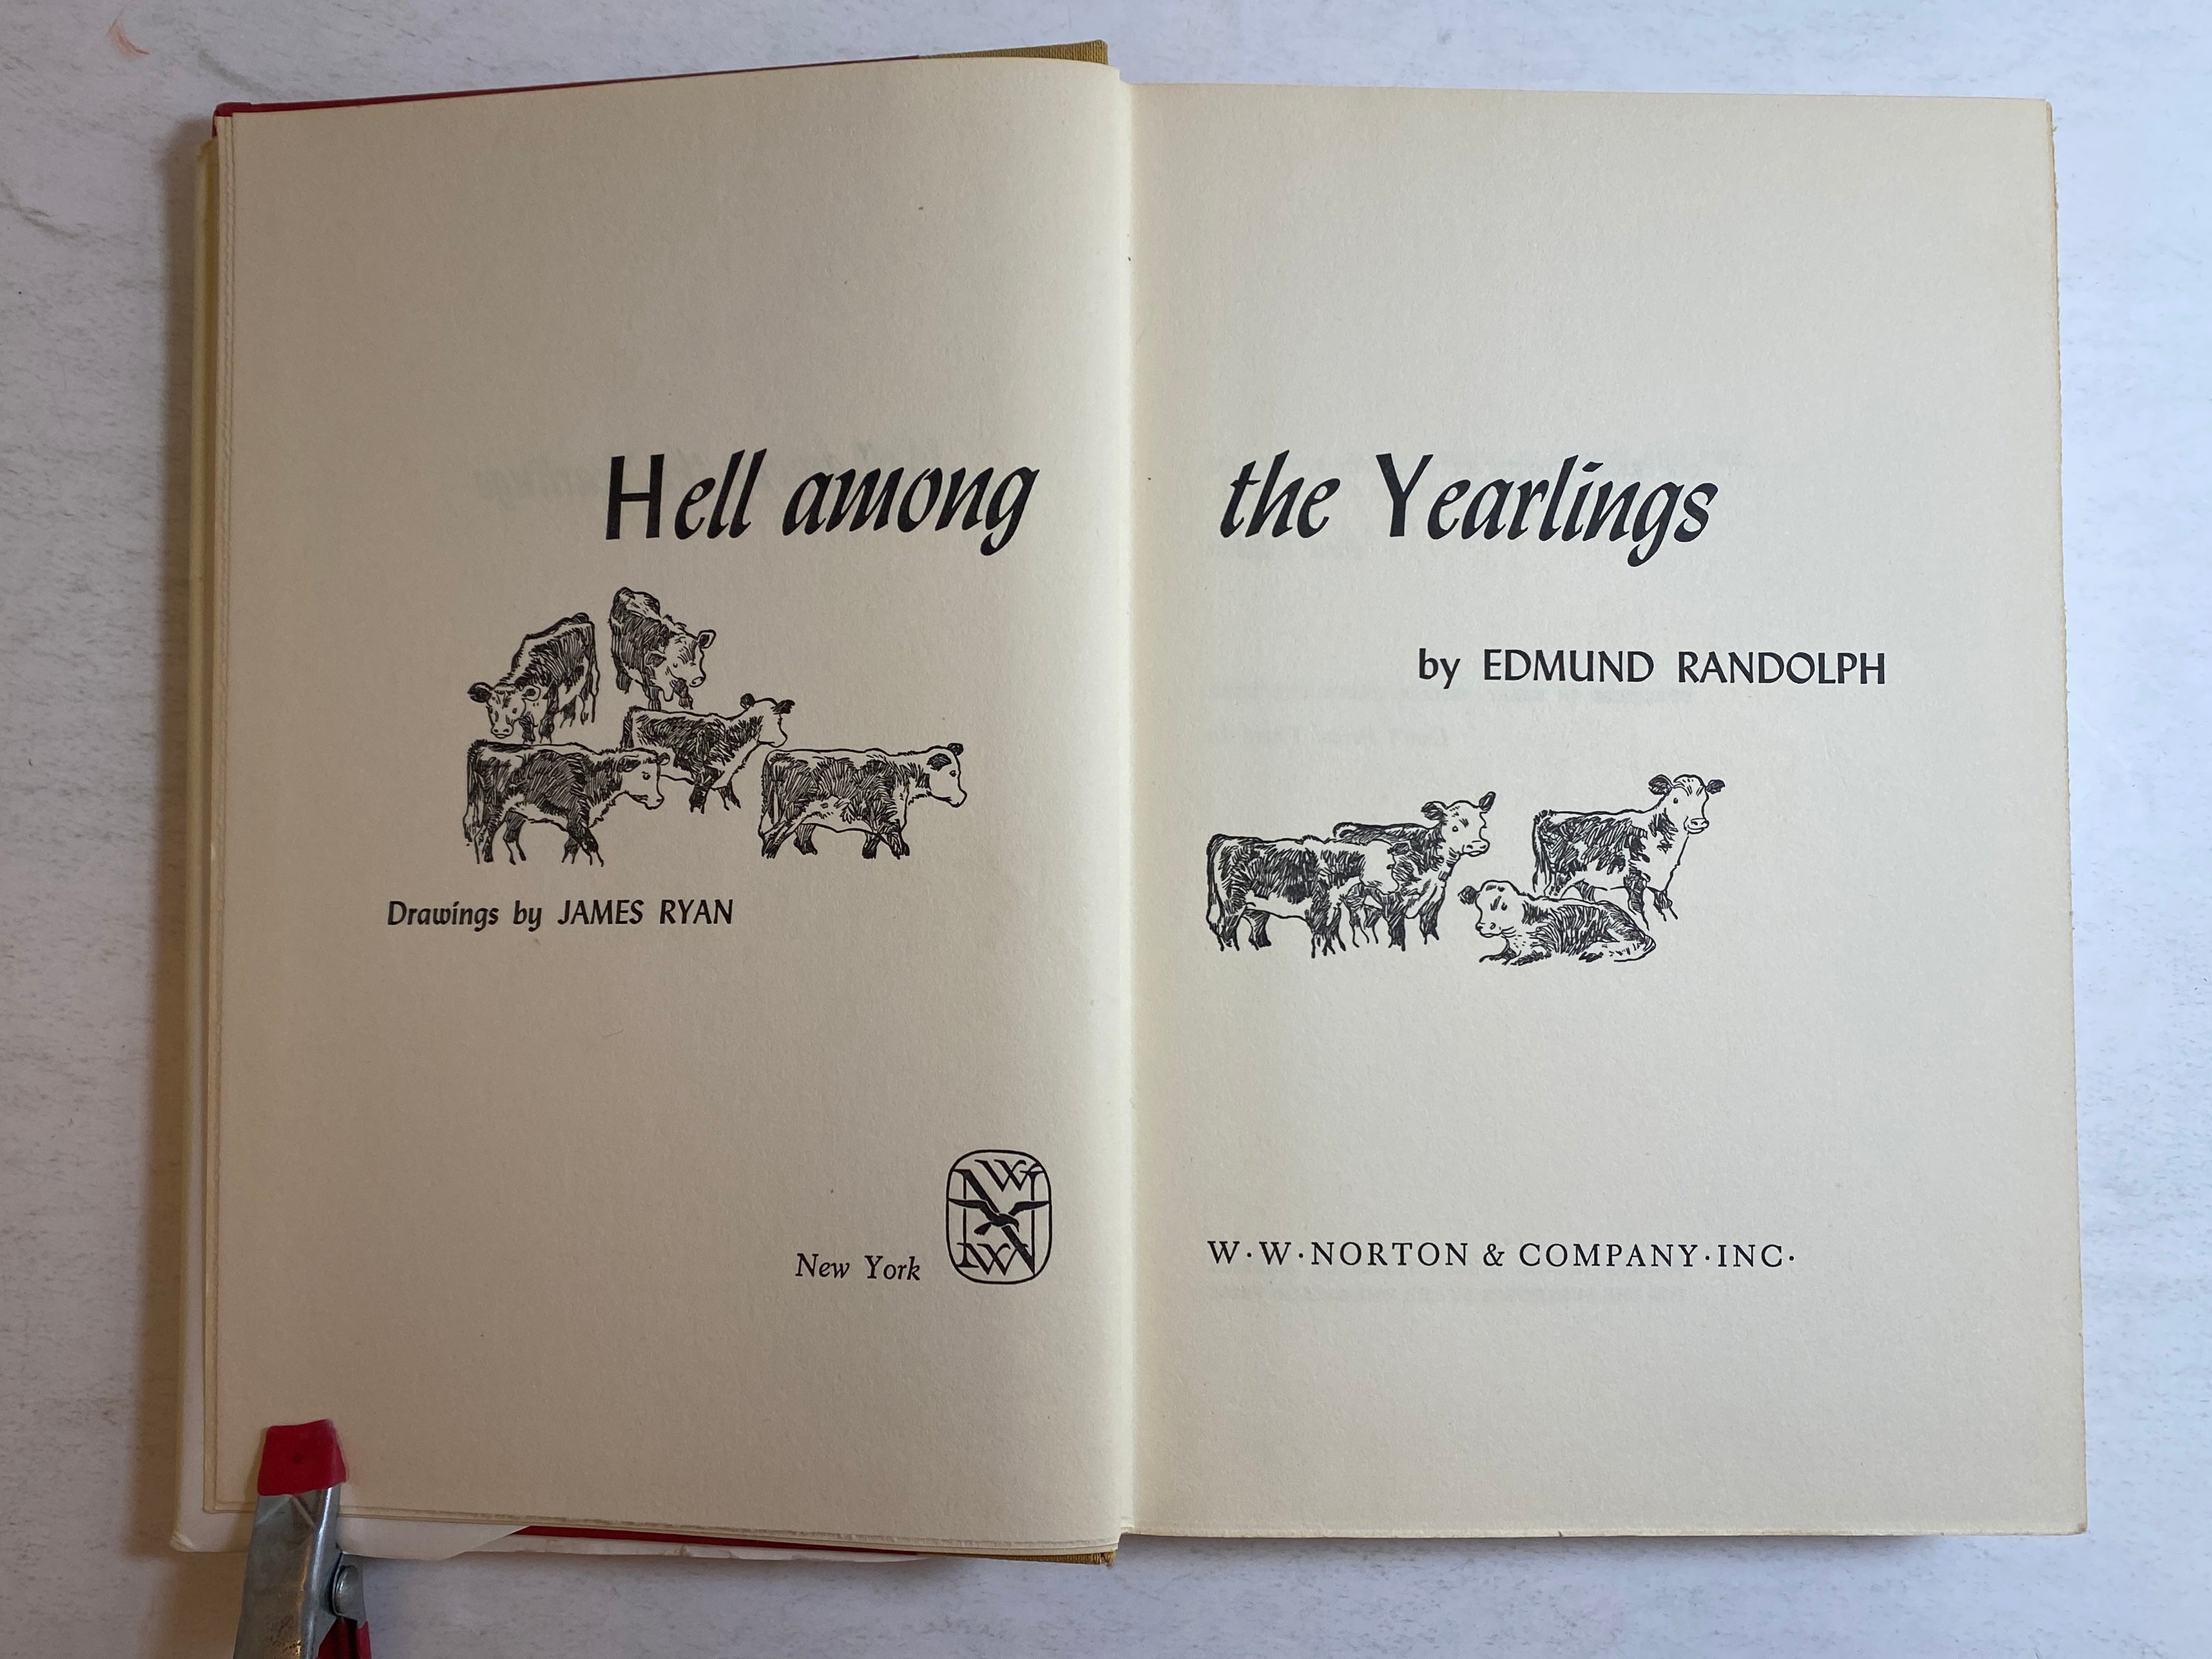 Hell among the Yearlings
by EDMUND RANDOLPH
Drawings by JAMES RYAN
New York
W·W·NORTON & COMPANY·INC·